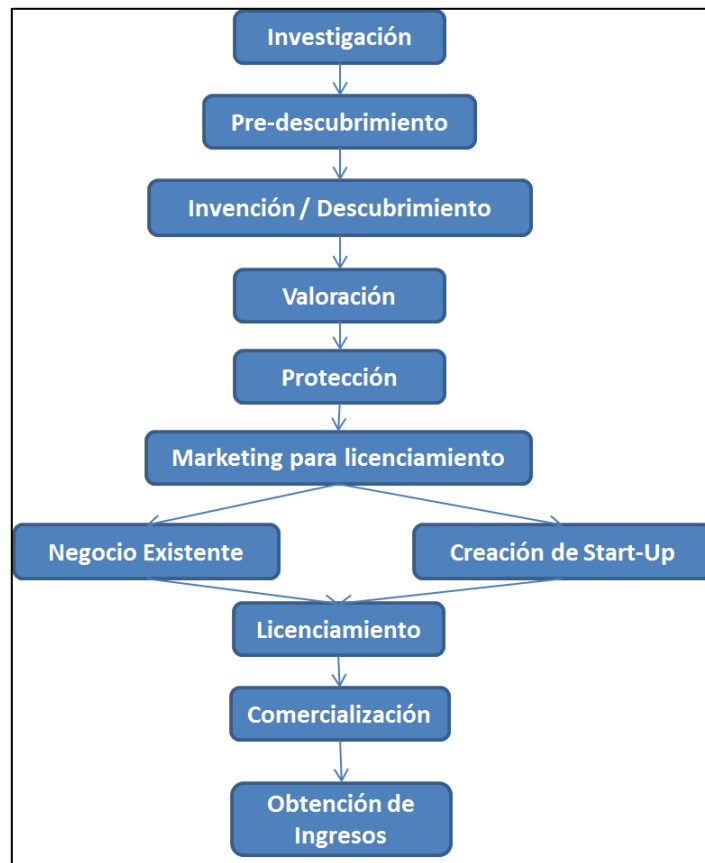 Investigación
Pre-descubrimiento
Invención / Descubrimiento
Valoración
Protección
Marketing para licenciamiento
Negocio Existente
Creación de Start-Up
Licenciamiento
Comercialización
Obtención de
Ingresos